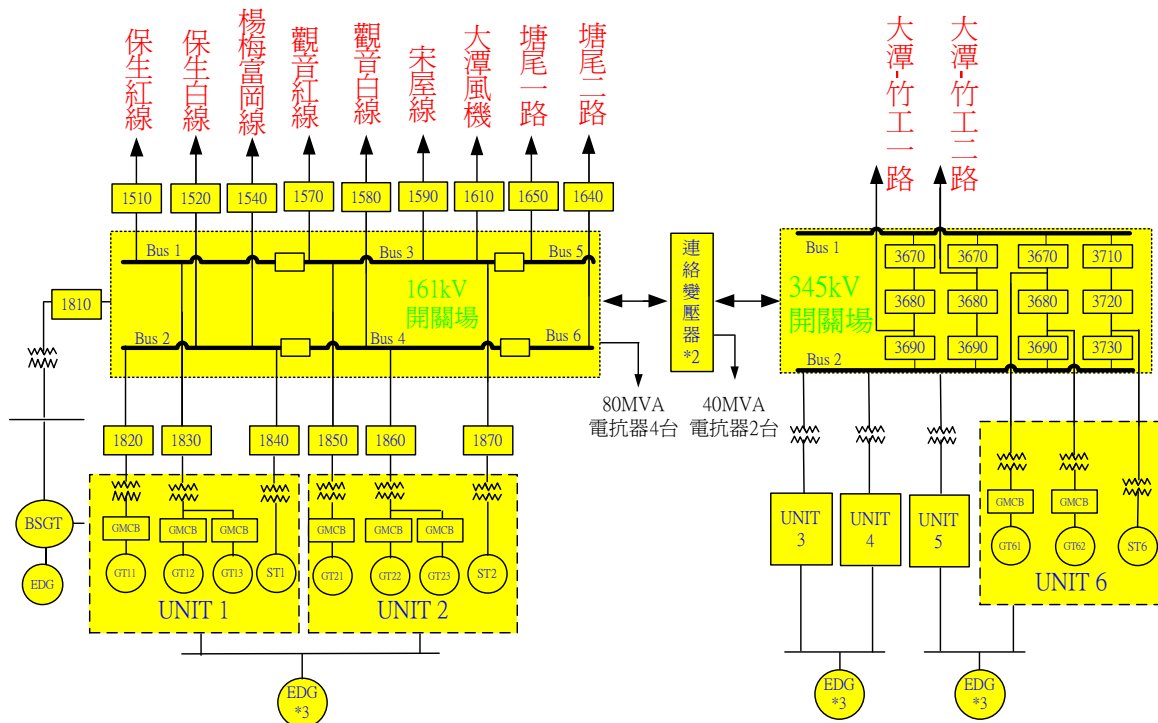 保生紅線
保生白線
楊梅富岡線
觀音紅線
觀音白線
宋屋線
大潭風機
塘尾一路
塘尾二路
大潭-竹工一路
大潭-竹工二路
1510
1520
1540
1570
1580
1590
1610
1650
1640
Bus 1
Bus 3
Bus 5
161kV
開關場
Bus 2
Bus 4
Bus 6
1810
連絡變壓器*2
80MVA
電抗器4台
40MVA
電抗器2台
Bus 1
345kV
開關場
Bus 2
3670
3670
3670
3710
3680
3680
3680
3720
3690
3690
3690
3730
1820
1830
1840
1850
1860
1870
BSGT
EDG
GMCB
GMCB
GMCB
GT11
GT12
GT13
ST1
UNIT 1
GMCB
GMCB
GMCB
GT21
GT22
GT23
ST2
UNIT 2
EDG
*3
UNIT
3
UNIT
4
UNIT
5
GMCB
GMCB
GT61
GT62
ST6
UNIT 6
EDG
*3
EDG
*3